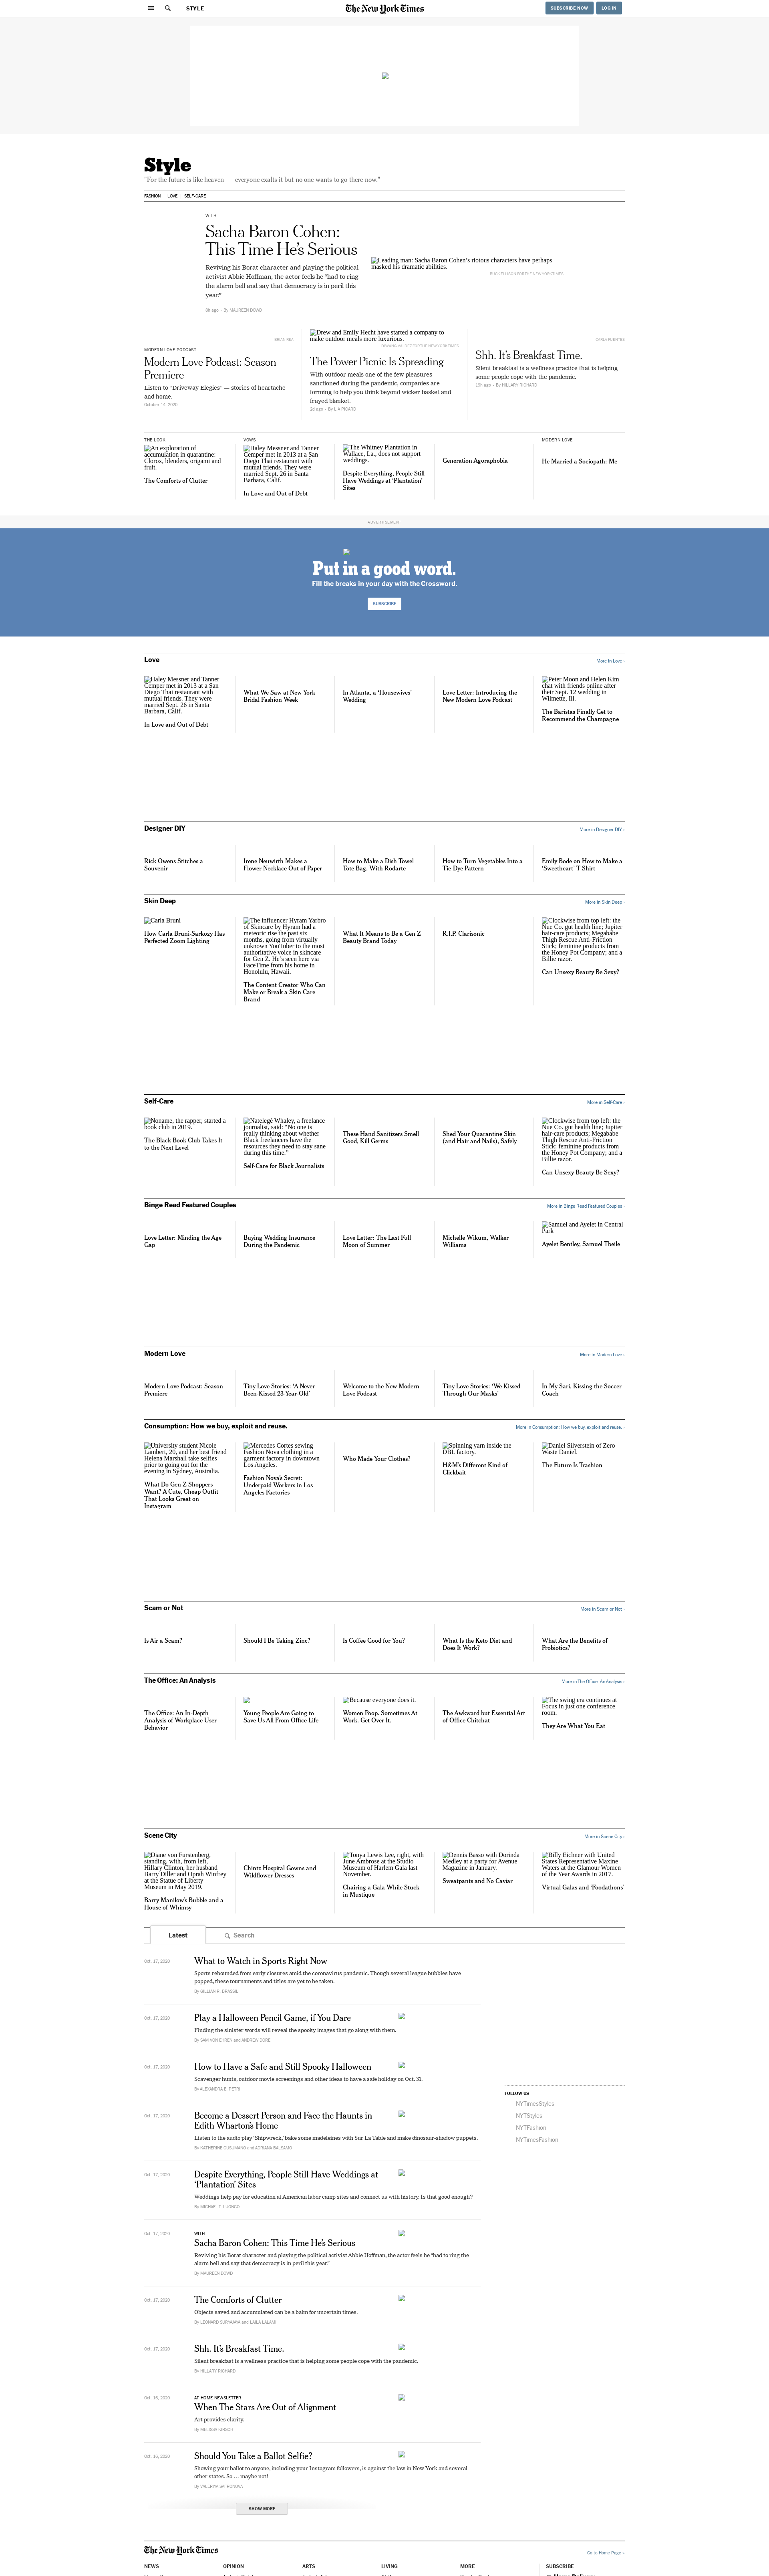 STYLE
The New York Times
SUBSCRIBE NOW
LOG IN
Style
"For the future is like heaven — everyone exalts it but no one wants to go there now."
FASHION
LOVE
SELF-CARE
WITH ...
Sacha Baron Cohen:
This Time He's Serious
Reviving his Borat character and playing the political
activist Abbie Hoffman, the actor feels he "had to ring
the alarm bell and say that democracy is in peril this
year."
8h ago · By MAUREEN DOWD
Leading man: Sacha Baron Cohen's riotous characters have perhaps
masked his dramatic abilities.
MODERN LOVE PODCAST
Modern Love Podcast: Season
Premiere
Listen to "Driveway Elegies" — stories of heartache
and home.
October 14, 2020
Drew and Emily Hecht have started a company to
make outdoor meals more luxurious.
The Power Picnic Is Spreading
With outdoor meals one of the few pleasures
sanctioned during the pandemic, companies are
forming to help you think beyond wicker basket and
frayed blanket.
2d ago · By LIA PICARD
Shh. It's Breakfast Time.
Silent breakfast is a wellness practice that is helping
some people cope with the pandemic.
10h ago · By HILLARY RICHARD
THE LOOK
An exploration of
accumulation in quarantine:
Clorox, blenders, origami and
fruit.
The Comforts of Clutter
VOWS
Haley Messner and Tanner
Cemper met in 2013 at a San
Diego Thai restaurant with
mutual friends. They were
married Sept. 26 in Santa
Barbara, Calif.
In Love and Out of Debt
The Whitney Plantation in
Wallace, La., does not support
weddings.
Despite Everything, People Still
Have Weddings at 'Plantation'
Sites
Generation Agoraphobia
MODERN LOVE
He Married a Sociopath: Me
ADVERTISEMENT
Put in a good word.
Fill the breaks in your day with the Crossword.
SUBSCRIBE
Love
More in Love ›
Haley Messner and Tanner
Cemper met in 2013 at a San
Diego Thai restaurant with
mutual friends. They were
married Sept. 26 in Santa
Barbara, Calif.
In Love and Out of Debt
What We Saw at New York
Bridal Fashion Week
In Atlanta, a 'Housewives'
Wedding
Love Letter: Introducing the
New Modern Love Podcast
Peter Moon and Helen Kim
chat with friends online after
their Sept. 12 wedding in
Wilmette, Ill.
The Baristas Finally Get to
Recommend the Champagne
Designer DIY
More in Designer DIY ›
Rick Owens Stitches a
Souvenir
Irene Neuwirth Makes a
Flower Necklace Out of Paper
How to Make a Dish Towel
Tote Bag, With Rodarte
How to Turn Vegetables Into a
Tie-Dye Pattern
Emily Bode on How to Make a
'Sweetheart' T-Shirt
Skin Deep
More in Skin Deep ›
Carla Bruni
How Carla Bruni-Sarkozy Has
Perfected Zoom Lighting
The influencer Hyram Yarbro
of Skincare by Hyram had a
meteoric rise the past six
months, going from virtually
unknown YouTuber to the most
authoritative voice in skincare
for Gen Z. He's seen here via
FaceTime from his home in
Honolulu, Hawaii.
The Content Creator Who Can
Make or Break a Skin Care
Brand
What It Means to Be a Gen Z
Beauty Brand Today
R.I.P. Clarisonic
Clockwise from top left: the
Nue Co. gut health line; Jupiter
hair-care products; Megababe
Thigh Rescue Anti-Friction
Stick; feminine products from
the Honey Pot Company; and a
Billie razor.
Can Unsexy Beauty Be Sexy?
Self-Care
More in Self-Care ›
Noname, the rapper, started a
book club in 2019.
The Black Book Club Takes It
to the Next Level
Natelegé Whaley, a freelance
journalist, said: "No one is
really thinking about whether
Black freelancers have the
resources they need to stay sane
during this time."
Self-Care for Black Journalists
These Hand Sanitizers Smell
Good, Kill Germs
Shed Your Quarantine Skin
(and Hair and Nails), Safely
Clockwise from top left: the
Nue Co. gut health line; Jupiter
hair-care products; Megababe
Thigh Rescue Anti-Friction
Stick; feminine products from
the Honey Pot Company; and a
Billie razor.
Can Unsexy Beauty Be Sexy?
Binge Read Featured Couples
More in Binge Read Featured Couples ›
Love Letter: Minding the Age
Gap
Buying Wedding Insurance
During the Pandemic
Love Letter: The Last Full
Moon of Summer
Michelle Wikum, Walker
Williams
Samuel and Ayelet in Central
Park
Ayelet Bentley, Samuel Theile
Modern Love
More in Modern Love ›
Modern Love Podcast: Season
Premiere
Tiny Love Stories: 'A Never-
Been-Kissed 23-Year-Old'
Welcome to the New Modern
Love Podcast
Tiny Love Stories: 'We Kissed
Through Our Masks'
In My Sari, Kissing the Soccer
Coach
Consumption: How we buy, exploit and reuse.
More in Consumption: How we buy, exploit and reuse. ›
University student Nicole
Lambert, 20, and her best friend
Helena Marshall take selfies
prior to going out for the
evening in Sydney, Australia.
What Do Gen Z Shoppers
Want? A Cute, Cheap Outfit
That Looks Great on
Instagram
Mercedes Cortes sewing
Fashion Nova clothing in a
garment factory in downtown
Los Angeles.
Fashion Nova's Secret:
Underpaid Workers in Los
Angeles Factories
Who Made Your Clothes?
Spinning yarn inside the
DBL factory.
H&M's Different Kind of
Clickbait
Daniel Silverstein of Zero
Waste Daniel.
The Future Is Trashion
Scam or Not
More in Scam or Not ›
Is Air a Scam?
Should I Be Taking Zinc?
Is Coffee Good for You?
What Is the Keto Diet and
Does It Work?
What Are the Benefits of
Probiotics?
The Office: An Analysis
More in The Office: An Analysis ›
The Office: An In-Depth
Analysis of Workplace User
Behavior
Young People Are Going to
Save Us All From Office Life
Because everyone does it.
Women Poop. Sometimes At
Work. Get Over It.
The Awkward but Essential Art
of Office Chitchat
The swing era continues at
Focus in just one conference
room.
They Are What You Eat
Scene City
More in Scene City ›
Diane von Furstenberg,
standing, with, from left,
Hillary Clinton, her husband
Barry Diller and Oprah Winfrey
at the Statue of Liberty
Museum in May 2019.
Barry Manilow's Bubble and a
House of Whimsy
Chintz Hospital Gowns and
Wildflower Dresses
Tonya Lewis Lee, right, with
June Ambrose at the Studio
Museum of Harlem Gala last
November.
Chairing a Gala While Stuck
in Mustique
Dennis Basso with Dorinda
Medley at a party for Avenue
Magazine in January.
Sweatpants and No Caviar
Billy Eichner with United
States Representative Maxine
Waters at the Glamour Women
of the Year Awards in 2017.
Virtual Galas and 'Foodathons'
Latest
Search
Oct. 17, 2020
What to Watch in Sports Right Now
Sports rebounded from early closures amid the coronavirus pandemic. Though several league bubbles have
popped, these tournaments and titles are yet to be taken.
By GILLIAN R. BRASSIL
Oct. 17, 2020
Play a Halloween Pencil Game, if You Dare
Finding the sinister words will reveal the spooky images that go along with them.
By SAM VON EHREN and ANDREW GORE
Oct. 17, 2020
How to Have a Safe and Still Spooky Halloween
Scavenger hunts, outdoor movie screenings and other ideas to have a safe holiday on Oct. 31.
By ALEXANDRA E. PETRI
Oct. 17, 2020
Become a Dessert Person and Face the Haunts in
Edith Wharton's Home
Listen to the audio play 'Shipwreck,' bake some madeleines with Sur La Table and make dinosaur-shadow puppets.
By KATHERINE CUSUMANO and ADRIANA BALSAMO
Oct. 17, 2020
Despite Everything, People Still Have Weddings at
'Plantation' Sites
Weddings help pay for education at American labor camp sites and connect us with history. Is that good enough?
By MICHAEL T. LUONGO
Oct. 17, 2020
WITH ...
Sacha Baron Cohen: This Time He's Serious
Reviving his Borat character and playing the political activist Abbie Hoffman, the actor feels he "had to ring the
alarm bell and say that democracy is in peril this year."
By MAUREEN DOWD
Oct. 17, 2020
The Comforts of Clutter
Objects saved and accumulated can be a balm for uncertain times.
Oct. 17, 2020
Shh. It's Breakfast Time.
Silent breakfast is a wellness practice that is helping some people cope with the pandemic.
By HILLARY RICHARD
Oct. 16, 2020
AT HOME NEWSLETTER
When The Stars Are Out of Alignment
Art provides clarity.
By MELISSA KIRSCH
Oct. 16, 2020
Should You Take a Ballot Selfie?
Showing your ballot to anyone, including your Instagram followers, is against the law in New York and several
other states. So … maybe not!
By VALERIYA SAFRONOVA
SHOW MORE
FOLLOW US
NYTimesStyles
NYTStyles
NYTFashion
NYTimesFashion
The New York Times
Go to Home Page »
NEWS
OPINION
ARTS
LIVING
MORE
SUBSCRIBE